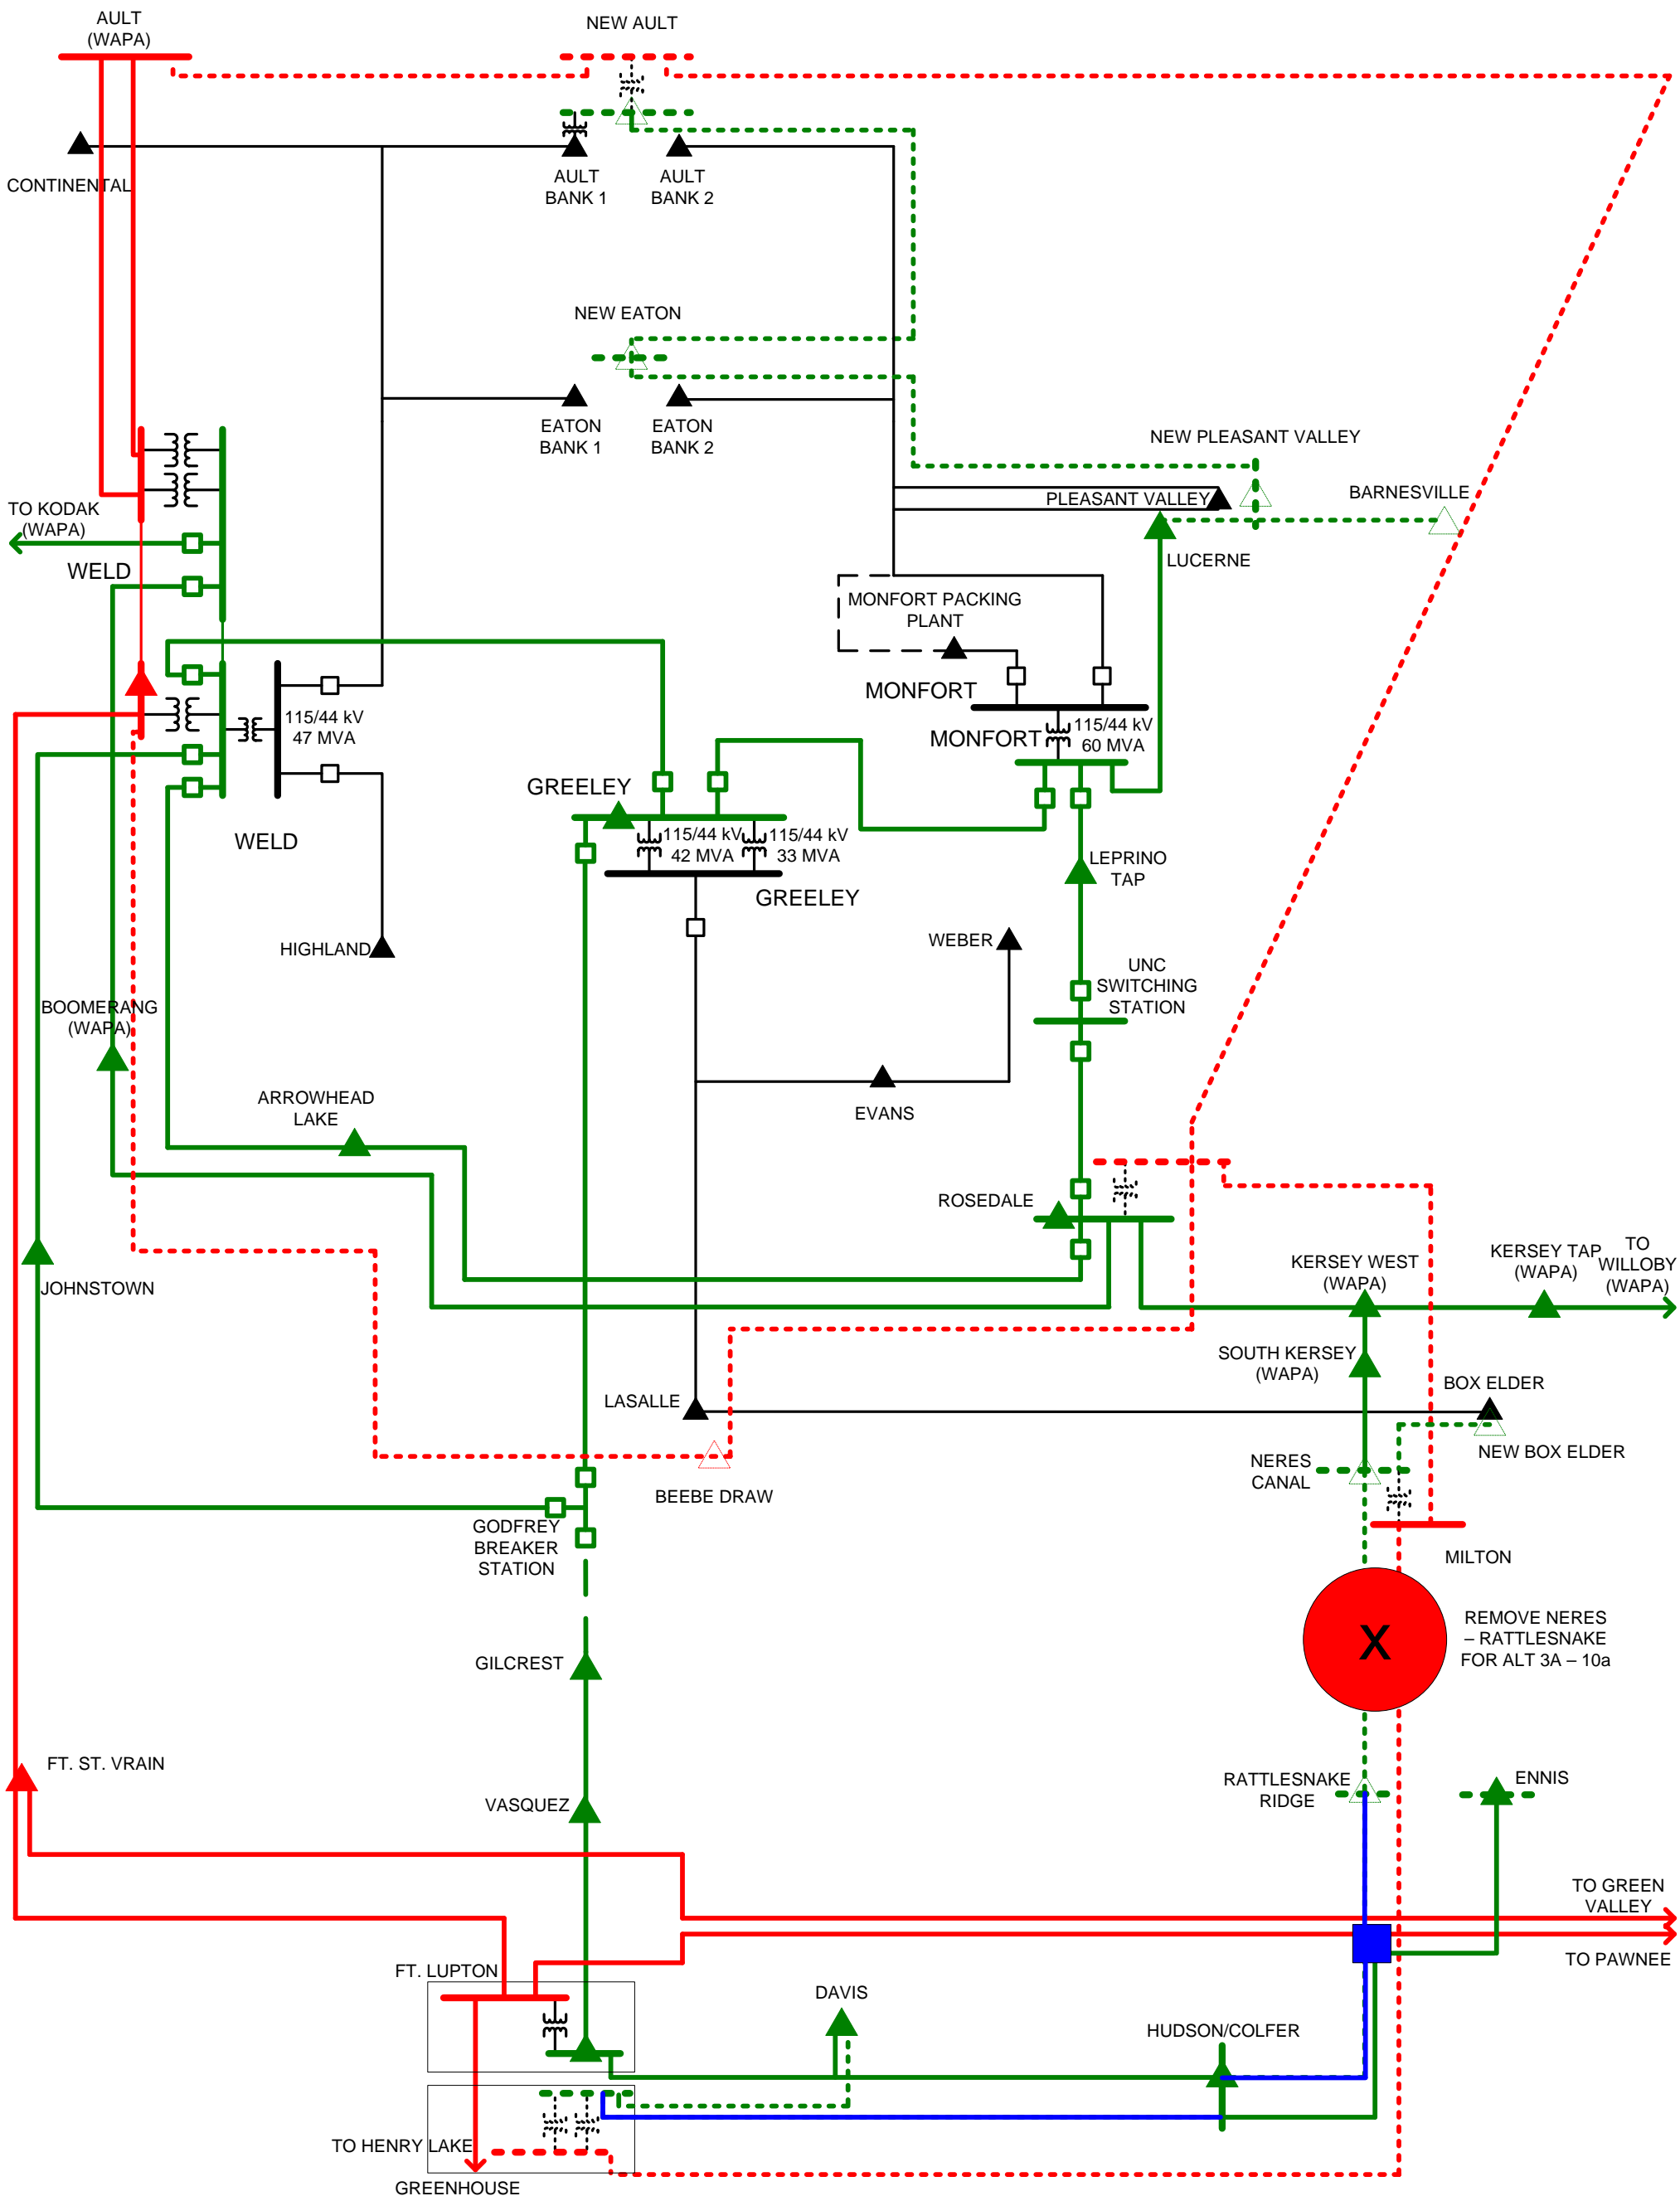 AULT
(WAPA)
NEW AULT
CONTINENTAL
AULT
BANK 1
AULT
BANK 2
NEW EATON
EATON
BANK 1
EATON
BANK 2
NEW PLEASANT VALLEY
PLEASANT VALLEY
BARNESVILLE
TO KODAK
(WAPA)
WELD
LUCERNE
MONFORT PACKING
PLANT
MONFORT
115/44 kV
47 MVA
MONFORT
115/44 kV
60 MVA
GREELEY
WELD
115/44 kV
42 MVA
115/44 kV
33 MVA
LEPRINO
TAP
GREELEY
HIGHLAND
WEBER
UNC
SWITCHING
STATION
BOOMERANG
(WAPA)
ARROWHEAD
LAKE
EVANS
ROSEDALE
JOHNSTOWN
KERSEY WEST
(WAPA)
KERSEY TAP
(WAPA)
TO
WILLOBY
(WAPA)
SOUTH KERSEY
(WAPA)
LASALLE
BOX ELDER
NEW BOX ELDER
NERES
CANAL
BEEBE DRAW
GODFREY
BREAKER
STATION
MILTON
X
REMOVE NERES
– RATTLESNAKE
FOR ALT 3A – 10a
GILCREST
FT. ST. VRAIN
VASQUEZ
RATTLESNAKE
RIDGE
ENNIS
TO GREEN
VALLEY
TO PAWNEE
FT. LUPTON
DAVIS
HUDSON/COLFER
TO HENRY LAKE
GREENHOUSE